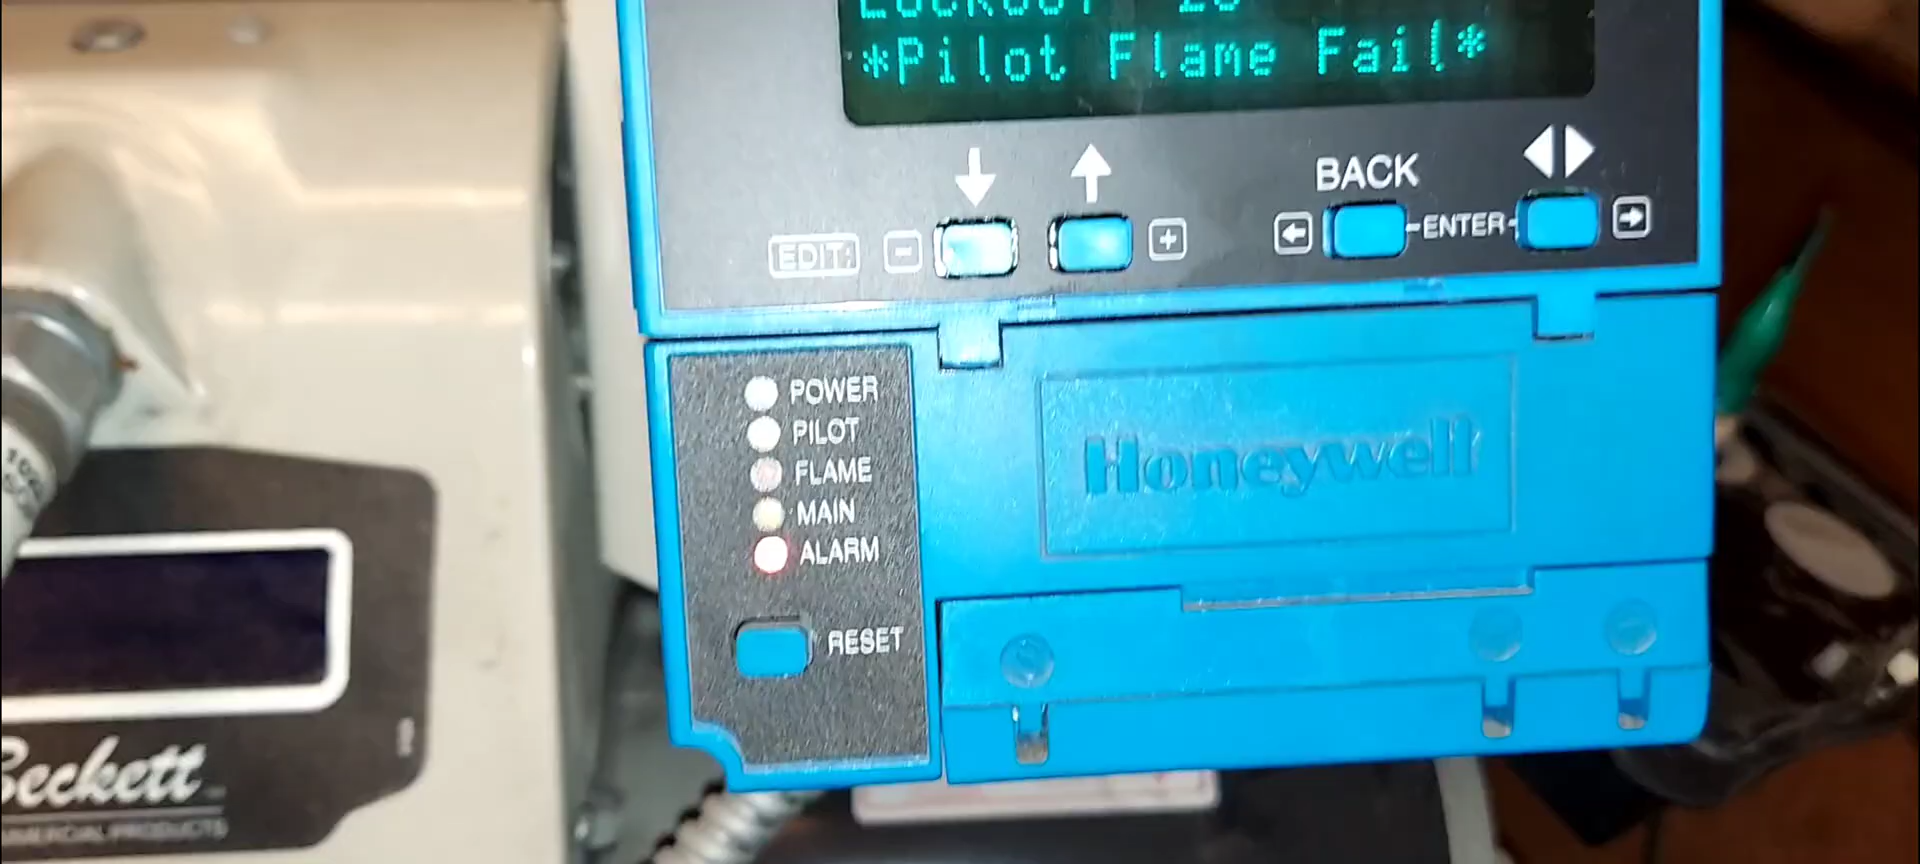 *Pilot Flame Fail*
BACK
EDIT: - + ENTER
POWER
PILOT
FLAME
MAIN
ALARM
RESET
Honeywell
Beckett